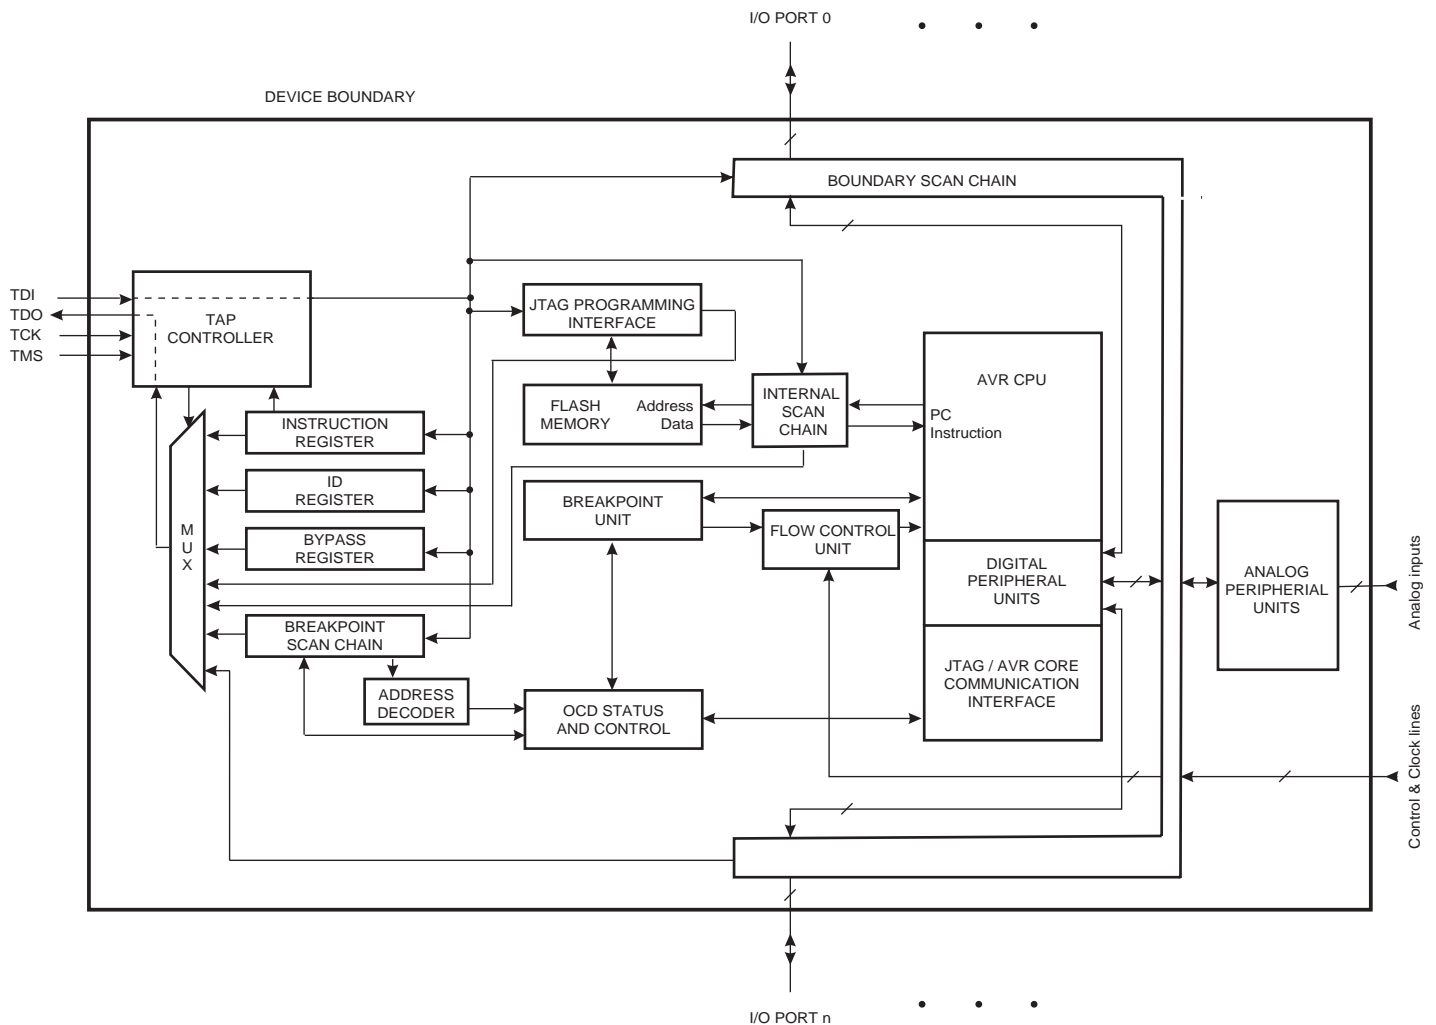 I/O PORT 0
DEVICE BOUNDARY
BOUNDARY SCAN CHAIN
TDI
TDO
TCK
TMS
TAP
CONTROLLER
JTAG PROGRAMMING
INTERFACE
AVR CPU
FLASH
MEMORY
Address
Data
INTERNAL
SCAN
CHAIN
PC
Instruction
INSTRUCTION
REGISTER
ID
REGISTER
BREAKPOINT
UNIT
FLOW CONTROL
UNIT
BYPASS
REGISTER
M
U
X
DIGITAL
PERIPHERAL
UNITS
ANALOG
PERIPHERIAL
UNITS
Analog inputs
BREAKPOINT
SCAN CHAIN
ADDRESS
DECODER
OCD STATUS
AND CONTROL
JTAG / AVR CORE
COMMUNICATION
INTERFACE
Control & Clock lines
I/O PORT n